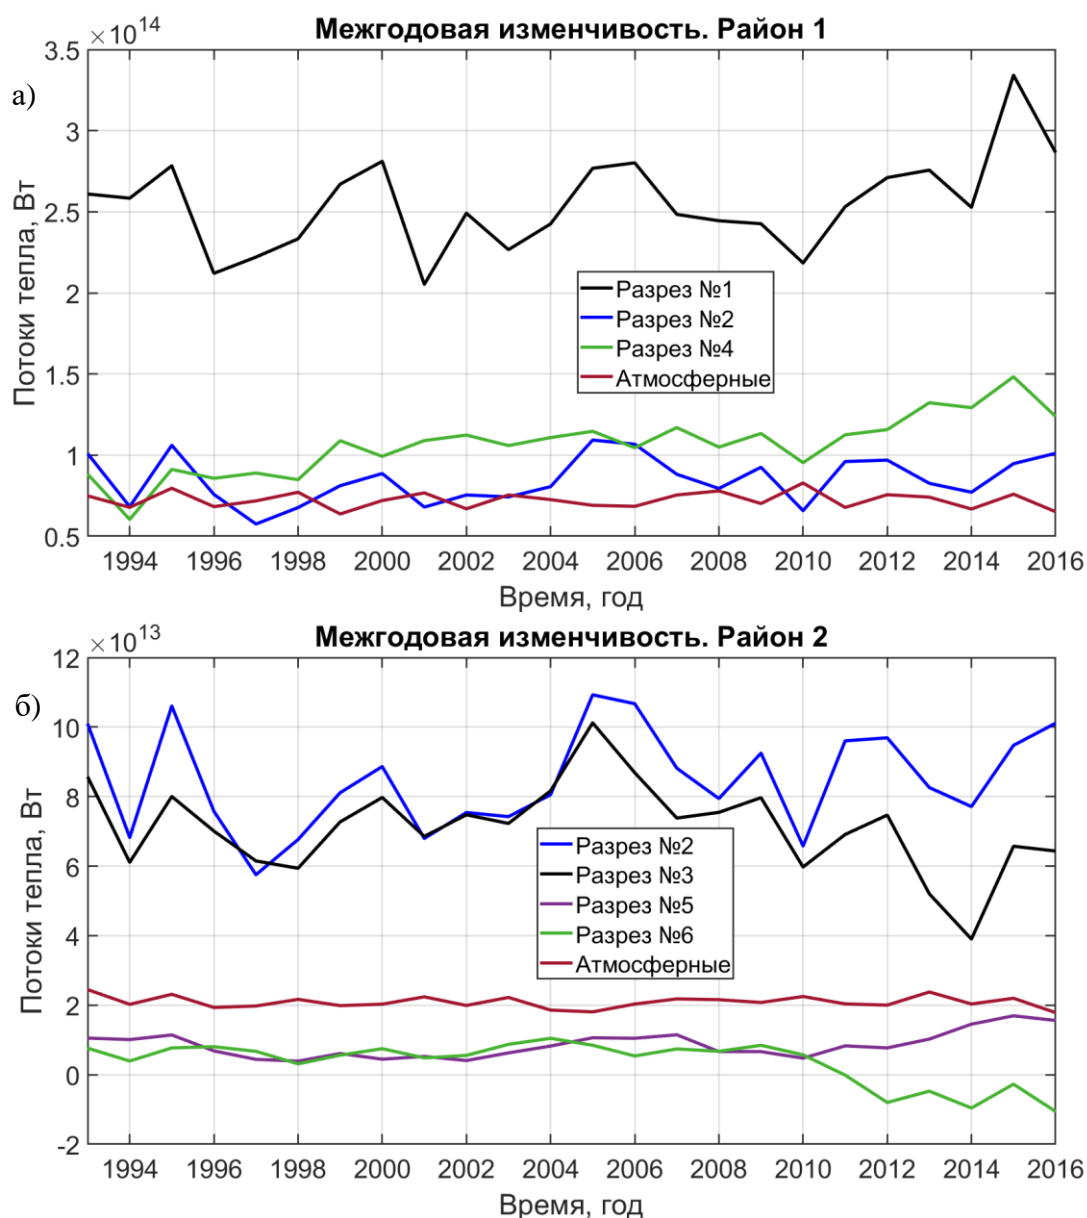 Межгодовая изменчивость. Район 1
×10^14
а)
Потоки тепла, Вт
3.5
3
2.5
2
1.5
1
0.5
Разрез №1
Разрез №2
Разрез №4
Атмосферные
1994 1996 1998 2000 2002 2004 2006 2008 2010 2012 2014 2016
Время, год
Межгодовая изменчивость. Район 2
×10^13
б)
Потоки тепла, Вт
12
10
8
6
4
2
0
-2
Разрез №2
Разрез №3
Разрез №5
Разрез №6
Атмосферные
1994 1996 1998 2000 2002 2004 2006 2008 2010 2012 2014 2016
Время, год